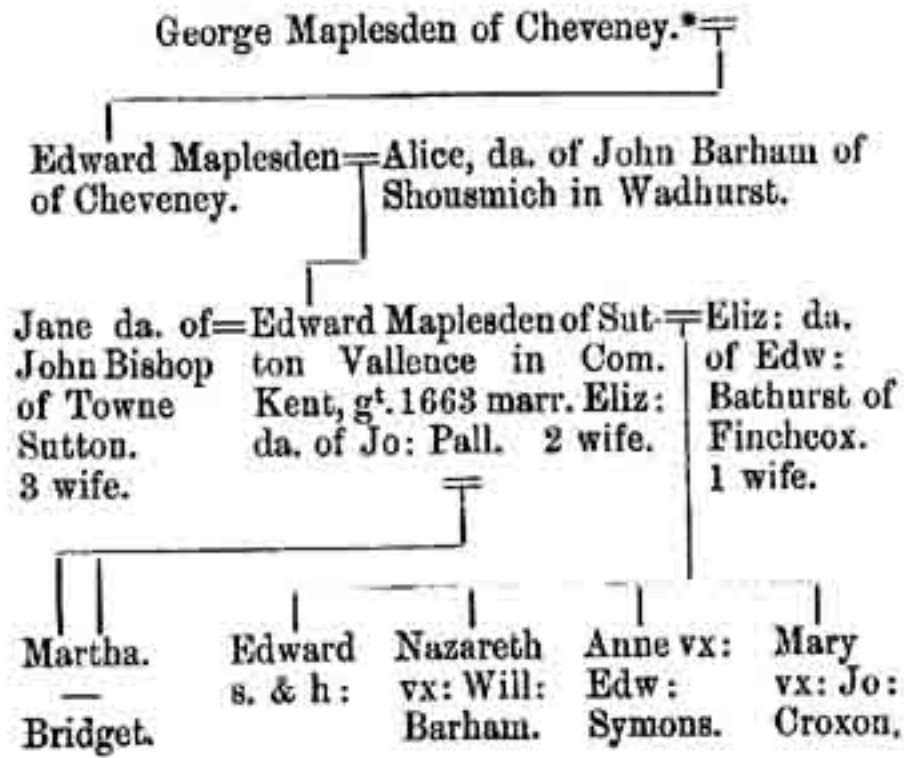 George Maplesden of Cheveney.*
Edward Maplesden=Alice, da. of John Barham of
of Cheveney.
Shousmich in Wadhurst.
Jane da. of
John Bishop
of Towne
Sutton.
3 wife.
Edward Maplesden of Sut-
ton Vallence in Com.
Kent, gt. 1663 marr. Eliz:
da. of Jo: Pall. 2 wife.
Eliz: da.
of Edw:
Bathurst of
Finchcox.
1 wife.
Martha.
—
Bridget.
Edward
s. & h:
Nazareth
vx: Will:
Barham.
Anne vx:
Edw:
Symons.
Mary
vx: Jo:
Croxon.